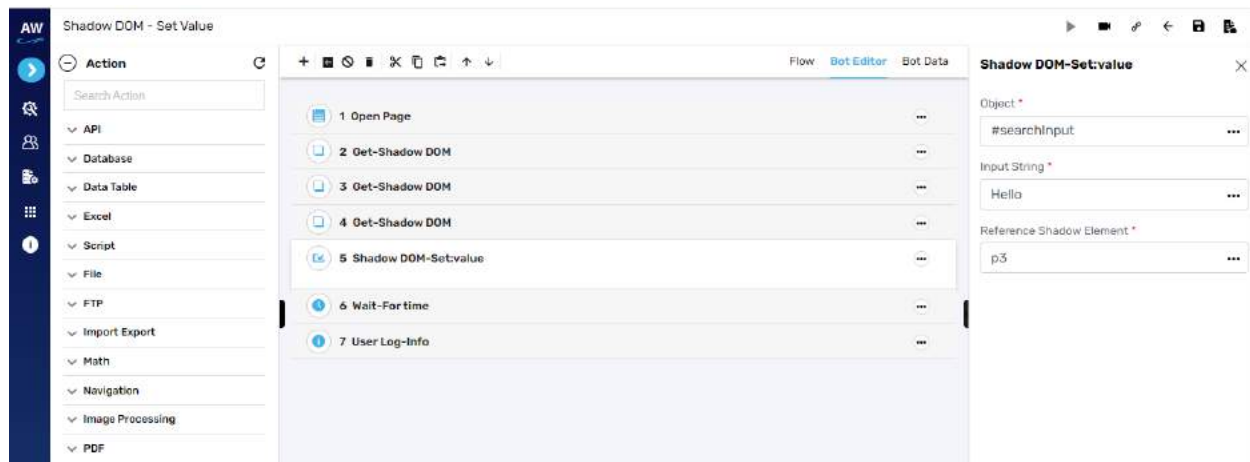 AW
Shadow DOM - Set Value
Action
Search Action
API
Database
Data Table
Excel
Script
File
FTP
Import Export
Math
Navigation
Image Processing
PDF
Flow Bot Editor Bot Data
1 Open Page
2 Get-Shadow DOM
3 Get-Shadow DOM
4 Get-Shadow DOM
5 Shadow DOM-Set:value
6 Wait-For time
7 User Log-Info
Shadow DOM-Set:value
Object *
#searchInput
Input String *
Hello
Reference Shadow Element *
p3